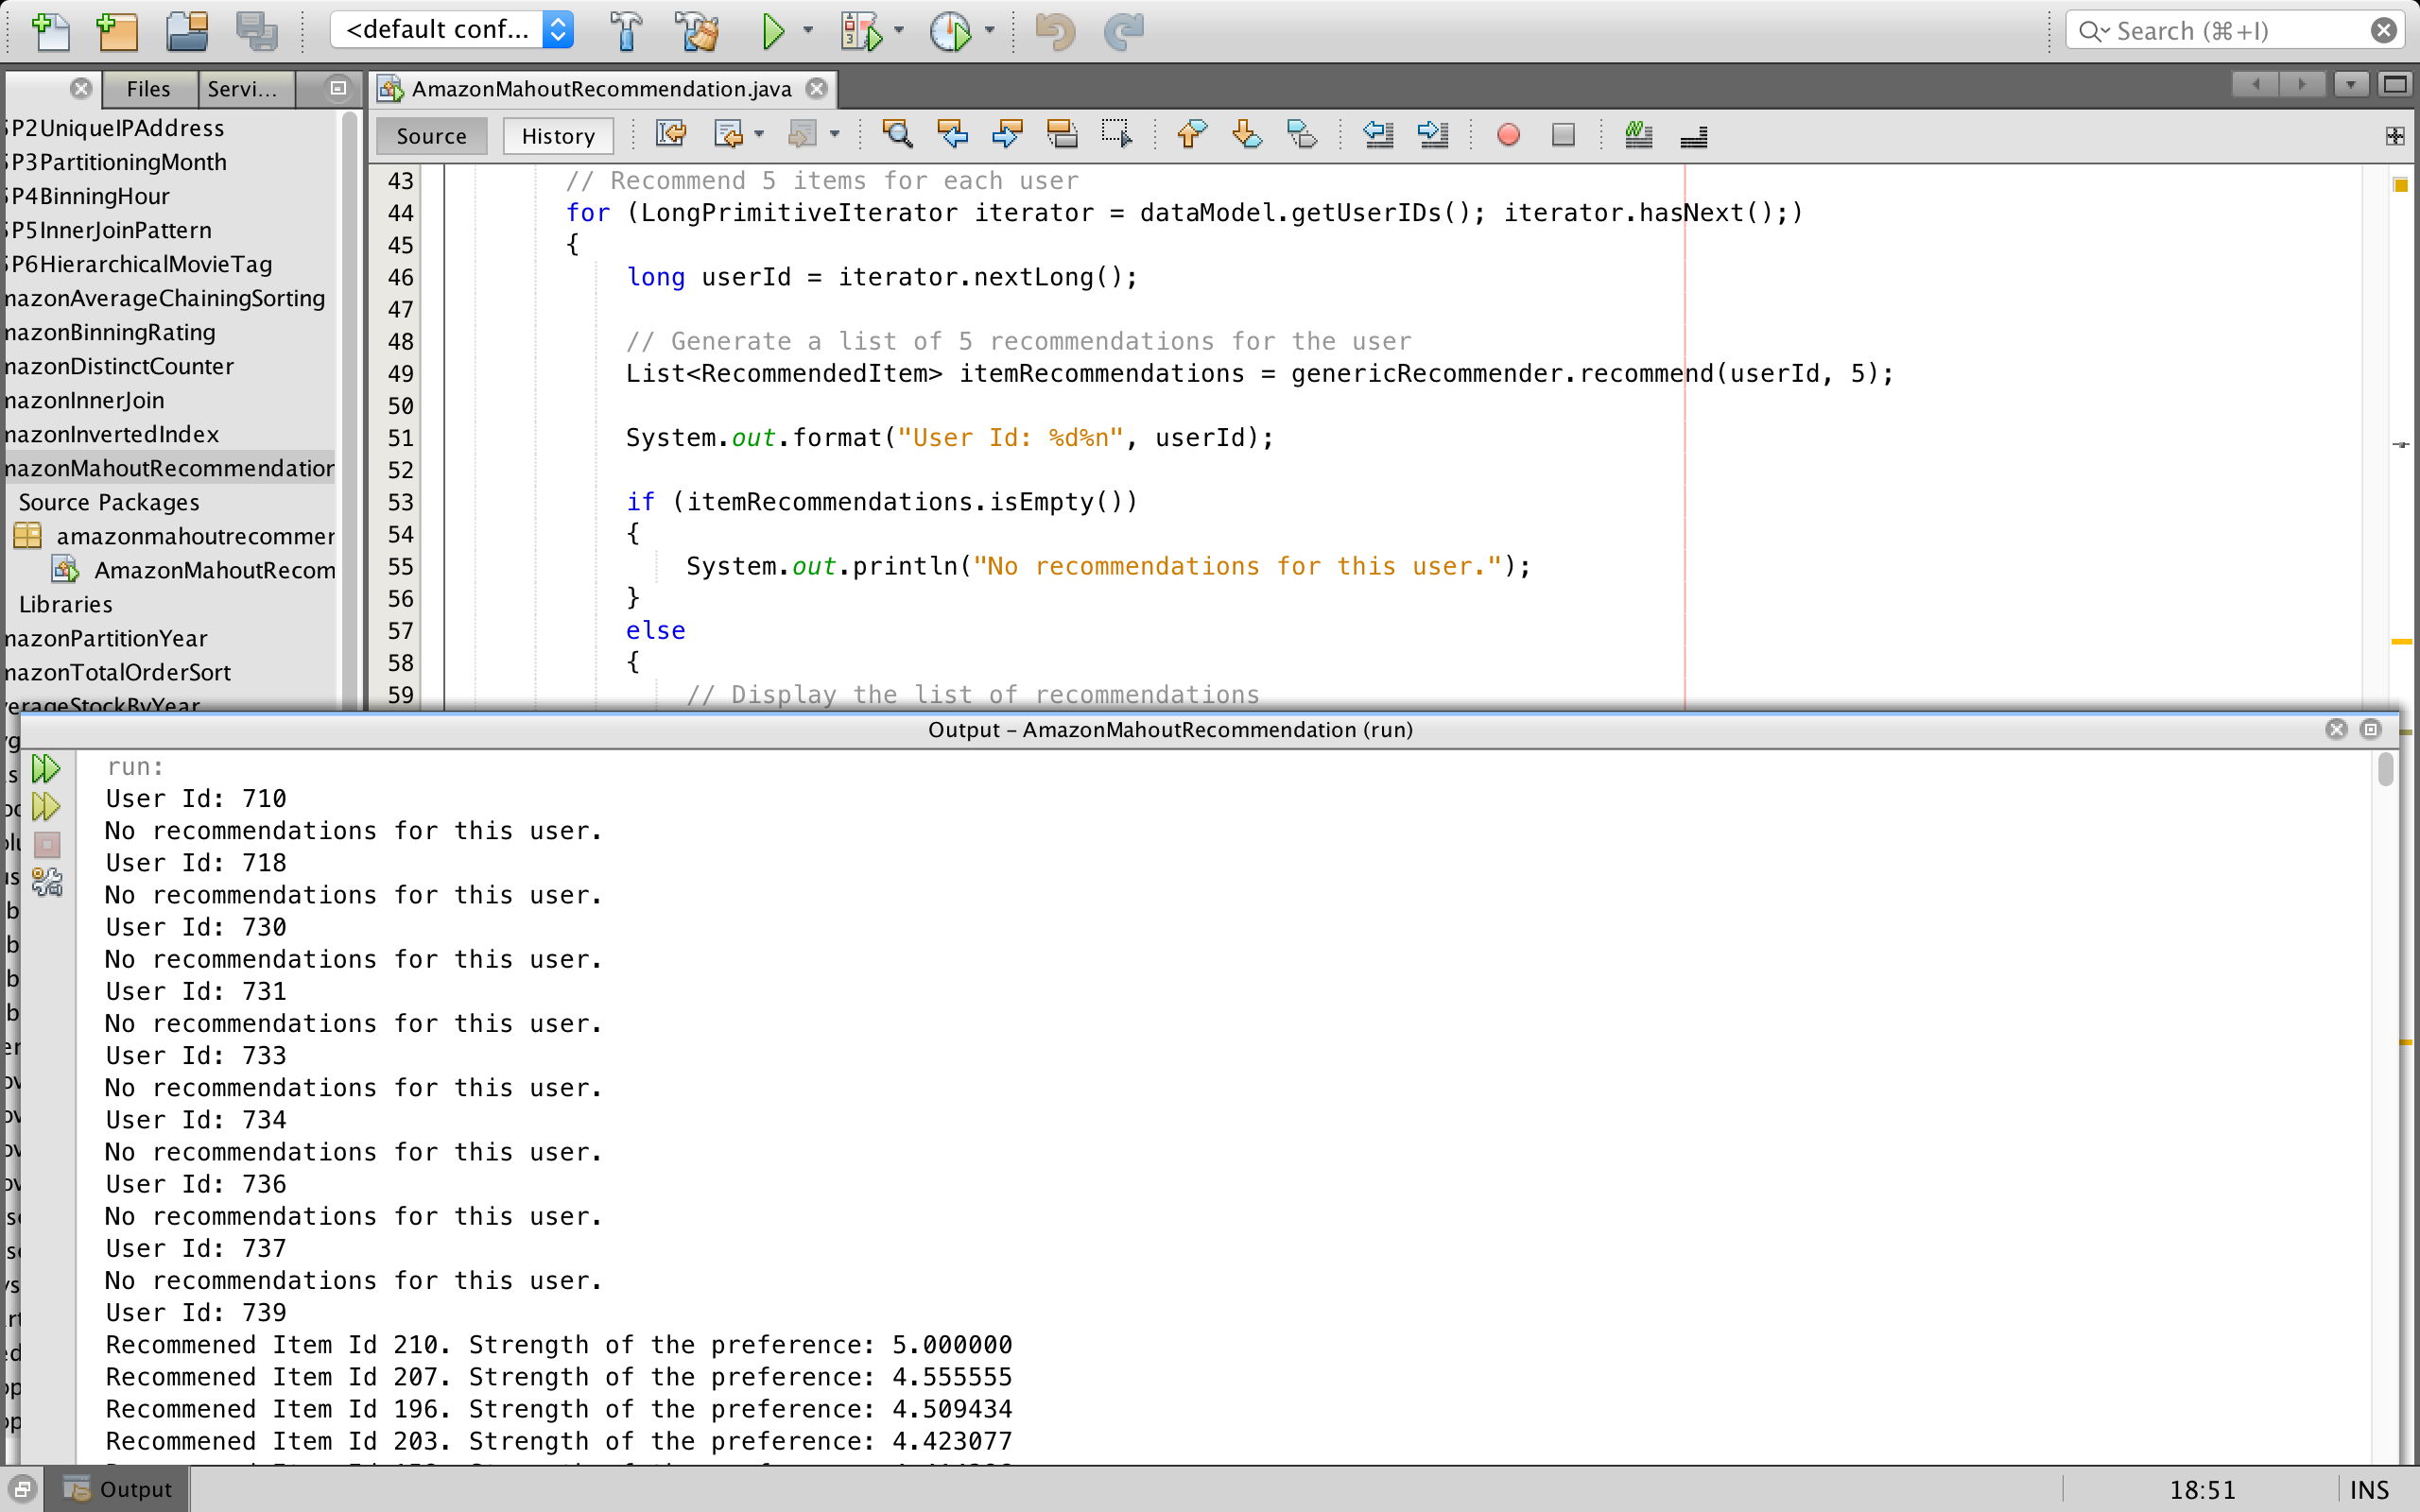 <default conf...
Search (⌘+I)
Files
Servi...
AmazonMahoutRecommendation.java
Source
History
P2UniqueIPAddress
P3PartitioningMonth
P4BinningHour
P5InnerJoinPattern
P6HierarchicalMovieTag
mazonAverageChainingSorting
mazonBinningRating
mazonDistinctCounter
mazonInnerJoin
mazonInvertedIndex
mazonMahoutRecommendation
Source Packages
amazonmahoutrecommer
AmazonMahoutRecom
Libraries
mazonPartitionYear
mazonTotalOrderSort
verageStockByYear
43 // Recommend 5 items for each user
44 for (LongPrimitiveIterator iterator = dataModel.getUserIDs(); iterator.hasNext();)
45 {
46 long userId = iterator.nextLong();
47
48 // Generate a list of 5 recommendations for the user
49 List<RecommendedItem> itemRecommendations = genericRecommender.recommend(userId, 5);
50
51 System.out.format("User Id: %d%n", userId);
52
53 if (itemRecommendations.isEmpty())
54 {
55 System.out.println("No recommendations for this user.");
56 }
57 else
58 {
59 // Display the list of recommendations
Output – AmazonMahoutRecommendation (run)
run:
User Id: 710
No recommendations for this user.
User Id: 718
No recommendations for this user.
User Id: 730
No recommendations for this user.
User Id: 731
No recommendations for this user.
User Id: 733
No recommendations for this user.
User Id: 734
No recommendations for this user.
User Id: 736
No recommendations for this user.
User Id: 737
No recommendations for this user.
User Id: 739
Recommened Item Id 210. Strength of the preference: 5.000000
Recommened Item Id 207. Strength of the preference: 4.555555
Recommened Item Id 196. Strength of the preference: 4.509434
Recommened Item Id 203. Strength of the preference: 4.423077
Output
18:51
INS